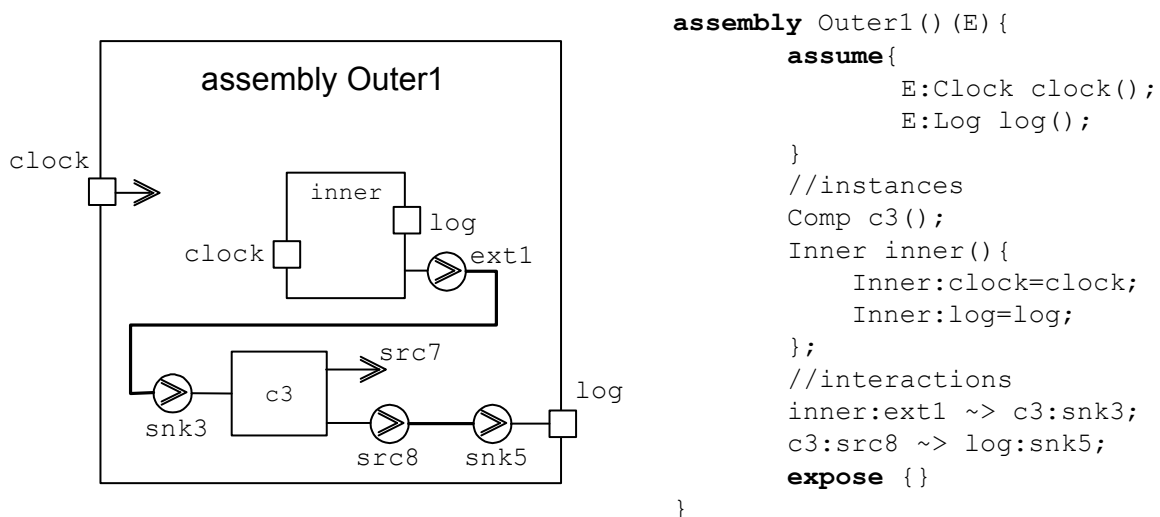 assembly Outer1
clock
inner
log
clock
ext1
src7
c3
log
snk3
src8
snk5
assembly Outer1()(E){
assume{
E:Clock clock();
E:Log log();
}
//instances
Comp c3();
Inner inner(){
Inner:clock=clock;
Inner:log=log;
};
//interactions
inner:ext1 ~> c3:snk3;
c3:src8 ~> log:snk5;
expose {}
}